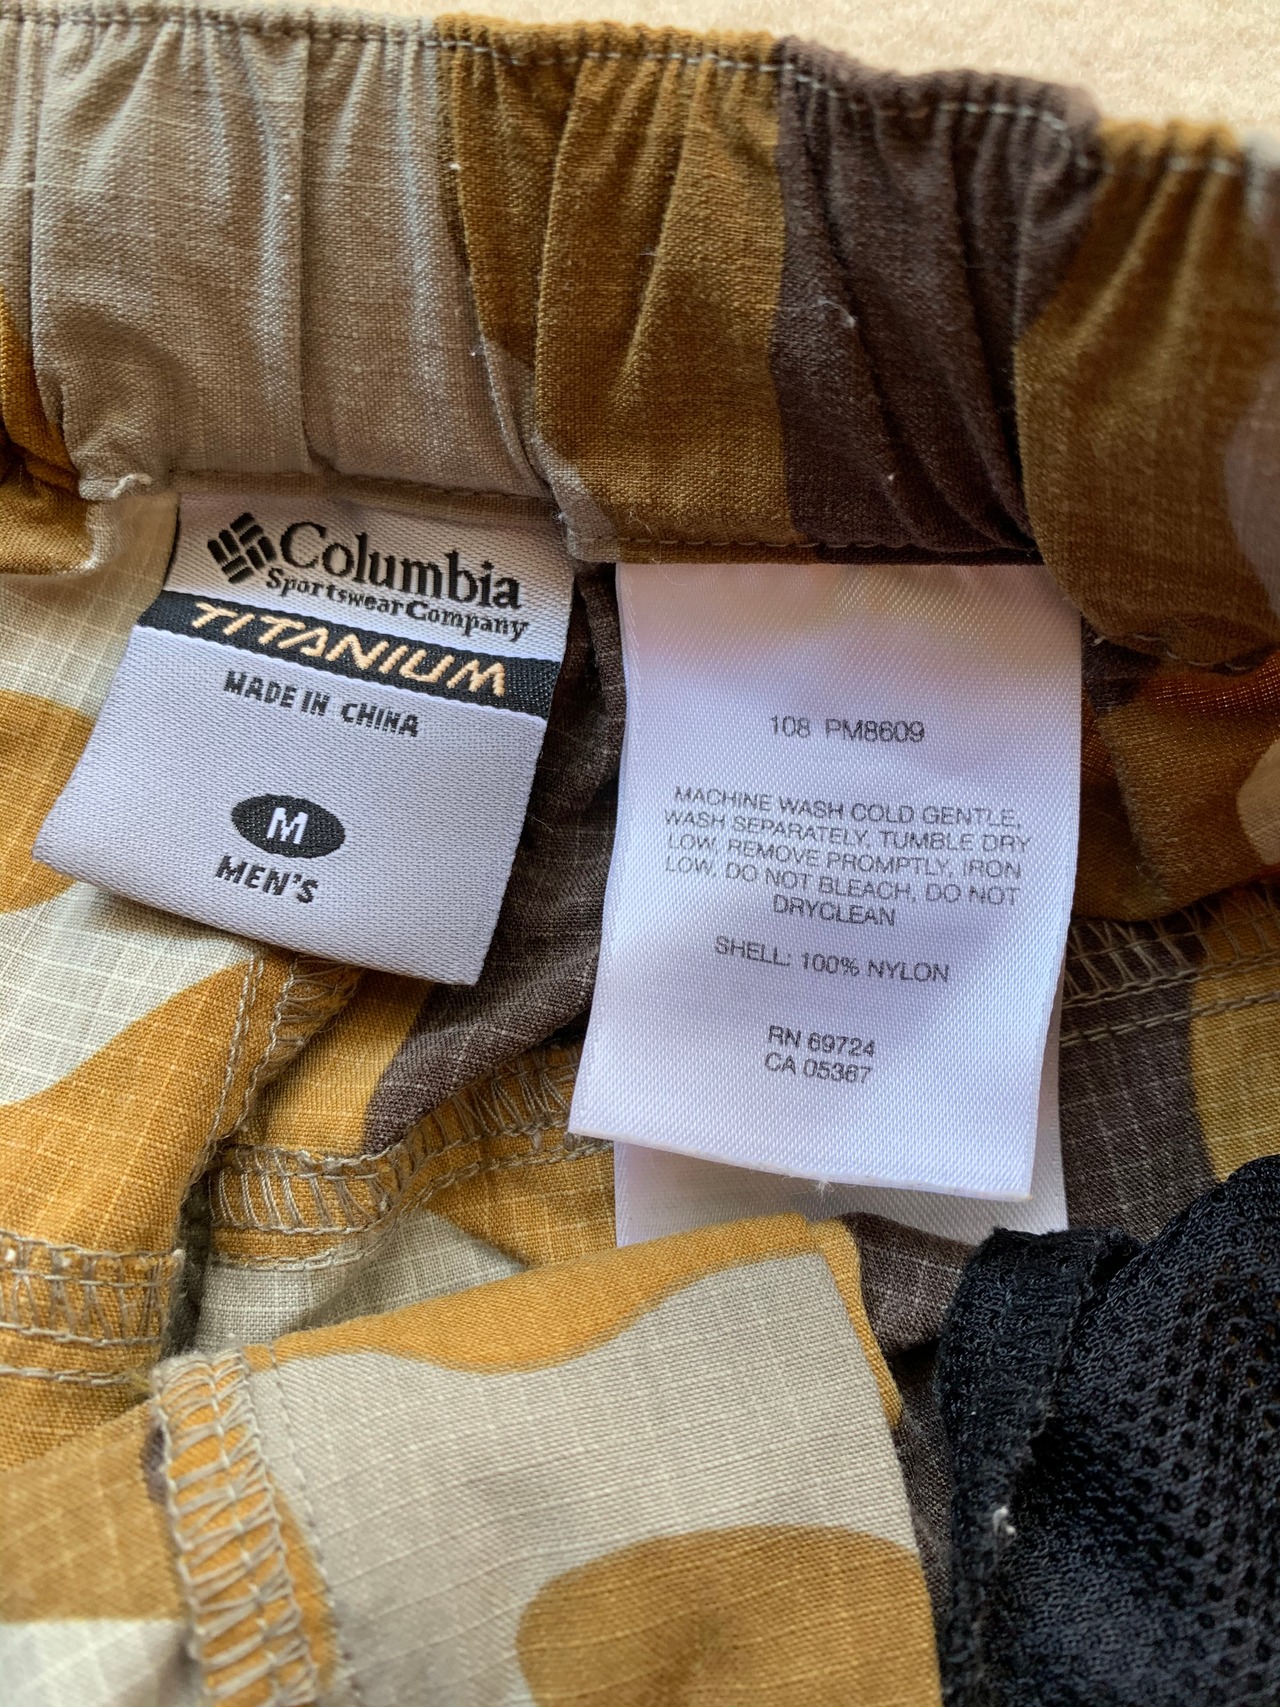 Columbia
Sportswear Company
TITANIUM
MADE IN CHINA
M
MEN'S
108 PM8609
MACHINE WASH COLD GENTLE,
WASH SEPARATELY, TUMBLE DRY
LOW, REMOVE PROMPTLY, IRON
LOW, DO NOT BLEACH, DO NOT
DRYCLEAN
SHELL: 100% NYLON
RN 69724
CA 05367